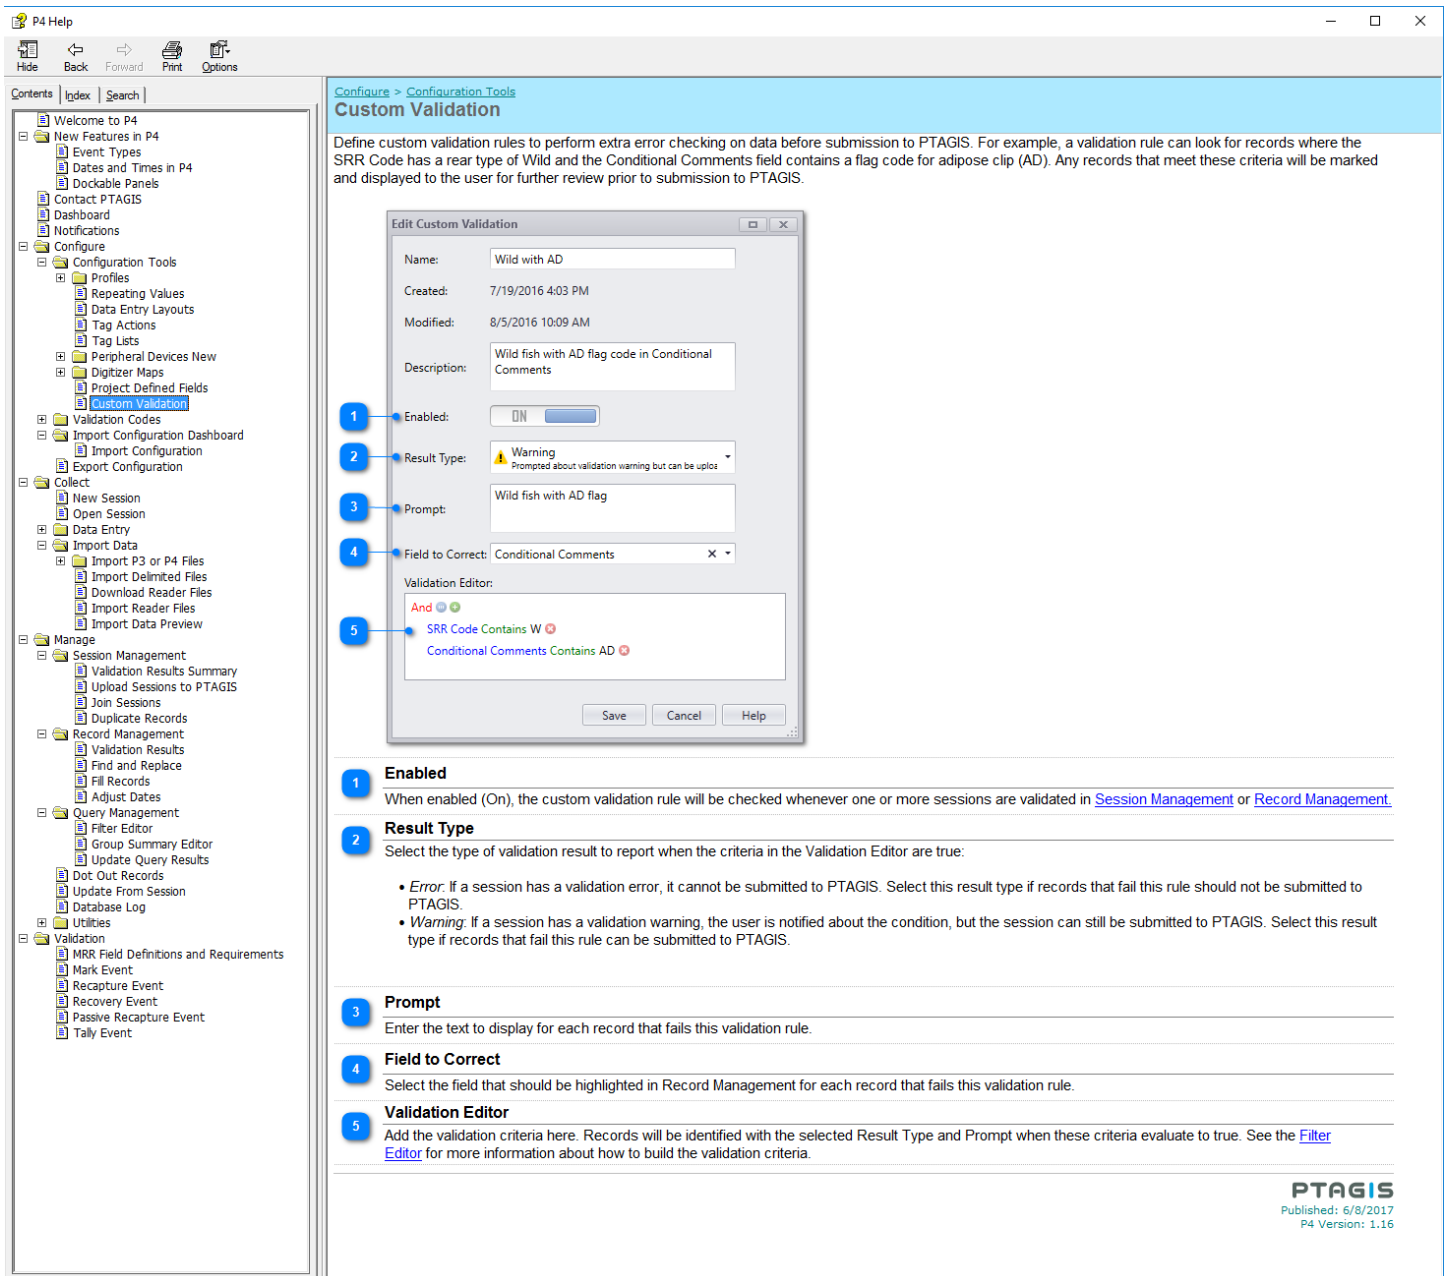 P4 Help
Hide Back Forward Print Options
Contents Index Search
Welcome to P4
New Features in P4
Event Types
Dates and Times in P4
Dockable Panels
Contact PTAGIS
Dashboard
Notifications
Configure
Configuration Tools
Profiles
Repeating Values
Data Entry Layouts
Tag Actions
Tag Lists
Peripheral Devices New
Digitizer Maps
Project Defined Fields
Custom Validation
Validation Codes
Import Configuration Dashboard
Import Configuration
Export Configuration
Collect
New Session
Open Session
Data Entry
Import Data
Import P3 or P4 Files
Import Delimited Files
Download Reader Files
Import Reader Files
Import Data Preview
Manage
Session Management
Validation Results Summary
Upload Sessions to PTAGIS
Join Sessions
Duplicate Records
Record Management
Validation Results
Find and Replace
Fill Records
Adjust Dates
Query Management
Filter Editor
Group Summary Editor
Update Query Results
Dot Out Records
Update From Session
Database Log
Utilities
Validation
MRR Field Definitions and Requirements
Mark Event
Recapture Event
Recovery Event
Passive Recapture Event
Tally Event
Configure > Configuration Tools
Custom Validation
Define custom validation rules to perform extra error checking on data before submission to PTAGIS. For example, a validation rule can look for records where the
SRR Code has a rear type of Wild and the Conditional Comments field contains a flag code for adipose clip (AD). Any records that meet these criteria will be marked
and displayed to the user for further review prior to submission to PTAGIS.
Edit Custom Validation
Name: Wild with AD
Created: 7/19/2016 4:03 PM
Modified: 8/5/2016 10:09 AM
Description: Wild fish with AD flag code in Conditional
Comments
1 Enabled: ON
2 Result Type: Warning
Prompted about validation warning but can be uploa
3 Prompt: Wild fish with AD flag
4 Field to Correct: Conditional Comments
Validation Editor:
And
5 SRR Code Contains W
Conditional Comments Contains AD
Save Cancel Help
1 Enabled
When enabled (On), the custom validation rule will be checked whenever one or more sessions are validated in Session Management or Record Management.
2 Result Type
Select the type of validation result to report when the criteria in the Validation Editor are true:
• Error: If a session has a validation error, it cannot be submitted to PTAGIS. Select this result type if records that fail this rule should not be submitted to
PTAGIS.
• Warning: If a session has a validation warning, the user is notified about the condition, but the session can still be submitted to PTAGIS. Select this result
type if records that fail this rule can be submitted to PTAGIS.
3 Prompt
Enter the text to display for each record that fails this validation rule.
4 Field to Correct
Select the field that should be highlighted in Record Management for each record that fails this validation rule.
5 Validation Editor
Add the validation criteria here. Records will be identified with the selected Result Type and Prompt when these criteria evaluate to true. See the Filter
Editor for more information about how to build the validation criteria.
PTAGIS
Published: 6/8/2017
P4 Version: 1.16